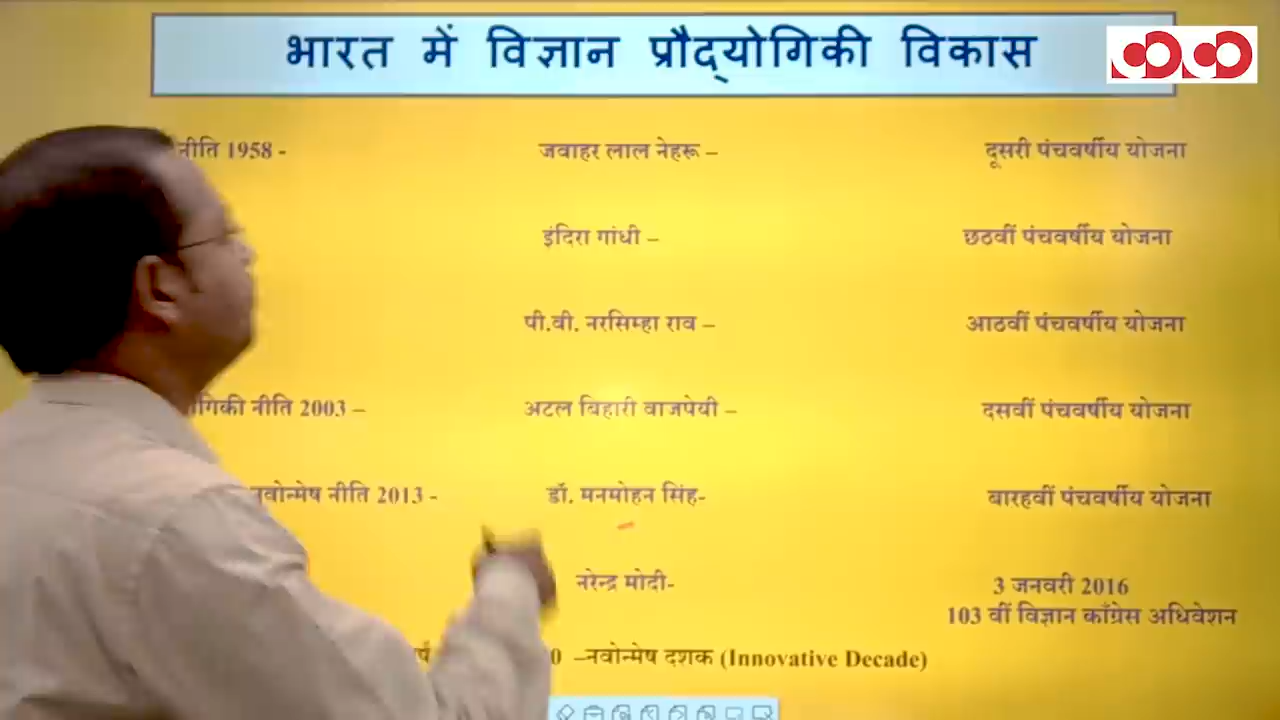 भारत में विज्ञान प्रौद्योगिकी विकास
नीति 1958 - जवाहर लाल नेहरू – दूसरी पंचवर्षीय योजना
इंदिरा गांधी – छठवीं पंचवर्षीय योजना
पी.वी. नरसिम्हा राव – आठवीं पंचवर्षीय योजना
नीति 2003 – अटल बिहारी वाजपेयी – दसवीं पंचवर्षीय योजना
नवोन्मेष नीति 2013 - डॉ. मनमोहन सिंह- बारहवीं पंचवर्षीय योजना
नरेन्द्र मोदी- 3 जनवरी 2016
103 वीं विज्ञान काँग्रेस अधिवेशन
–नवोन्मेष दशक (Innovative Decade)